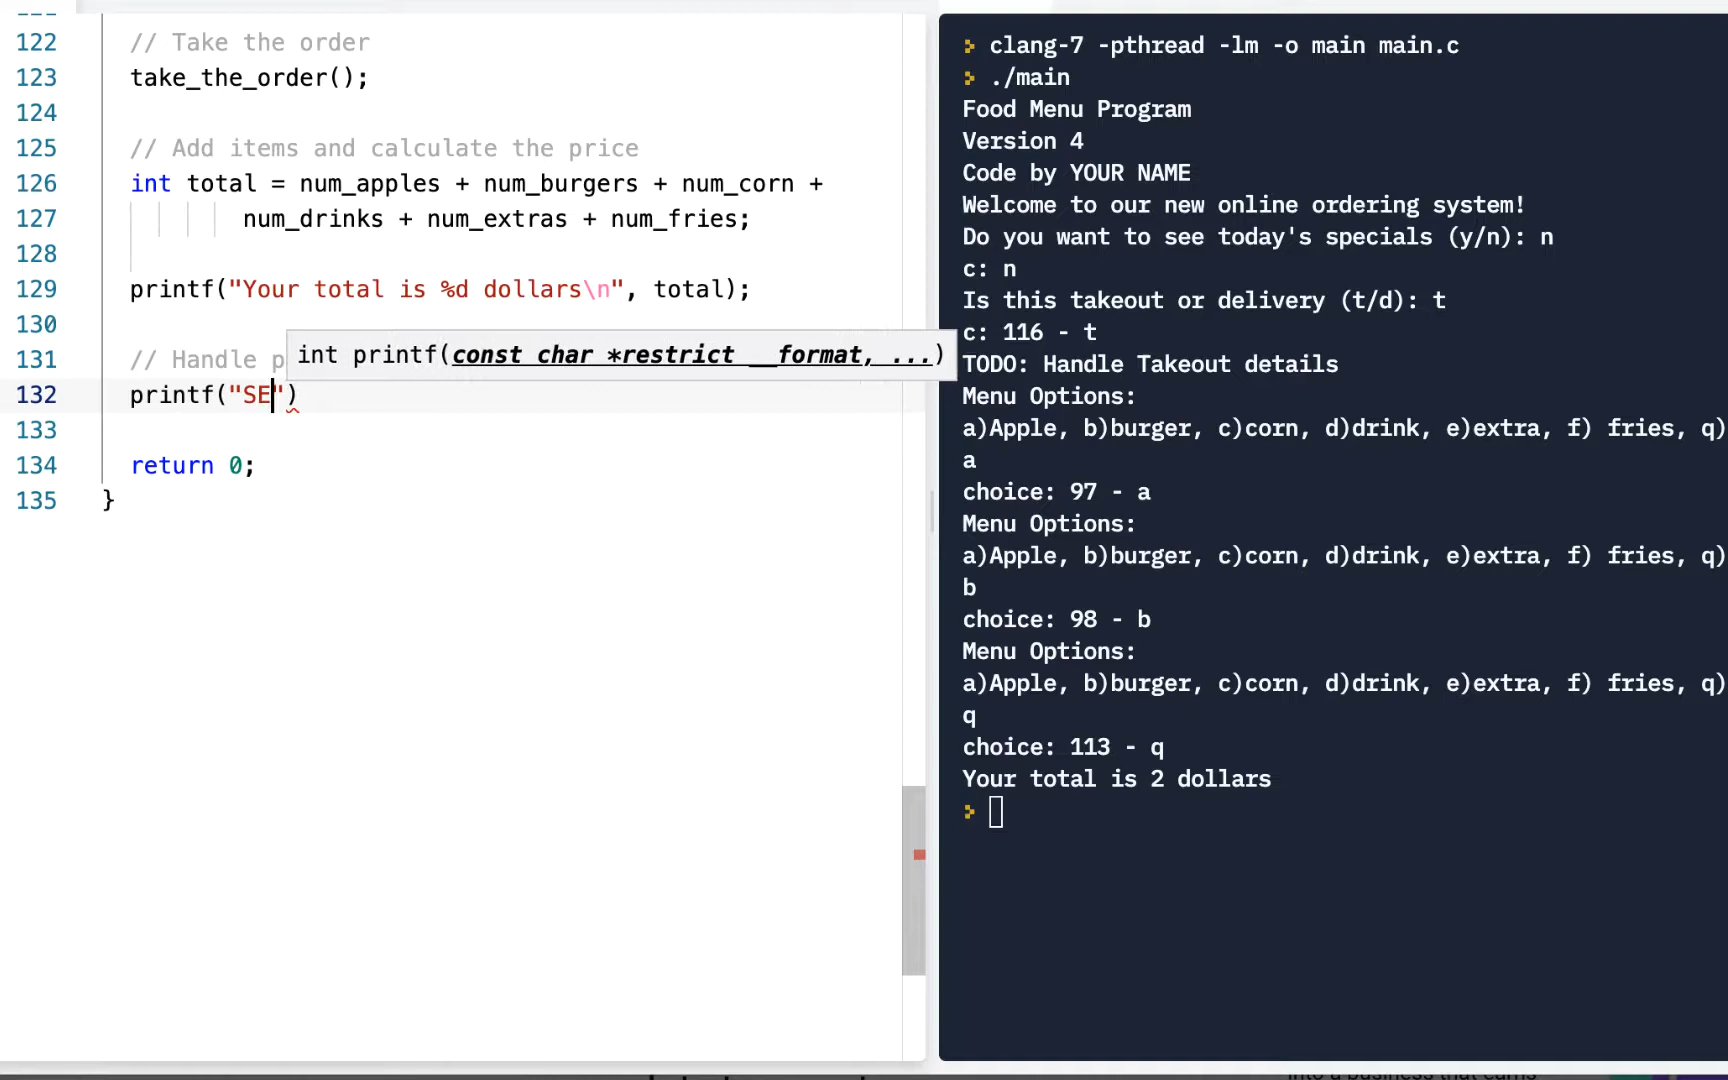 122 // Take the order
123 take_the_order();
124
125 // Add items and calculate the price
126 int total = num_apples + num_burgers + num_corn +
127 num_drinks + num_extras + num_fries;
128
129 printf("Your total is %d dollars\n", total);
130
int printf(const char *restrict __format, ...)
131 // Handle p
132 printf("SE")
133
134 return 0;
135 }
clang-7 -pthread -lm -o main main.c
./main
Food Menu Program
Version 4
Code by YOUR NAME
Welcome to our new online ordering system!
Do you want to see today's specials (y/n): n
c: n
Is this takeout or delivery (t/d): t
c: 116 - t
TODO: Handle Takeout details
Menu Options:
a)Apple, b)burger, c)corn, d)drink, e)extra, f) fries, q)
a
choice: 97 - a
Menu Options:
a)Apple, b)burger, c)corn, d)drink, e)extra, f) fries, q)
b
choice: 98 - b
Menu Options:
a)Apple, b)burger, c)corn, d)drink, e)extra, f) fries, q)
q
choice: 113 - q
Your total is 2 dollars